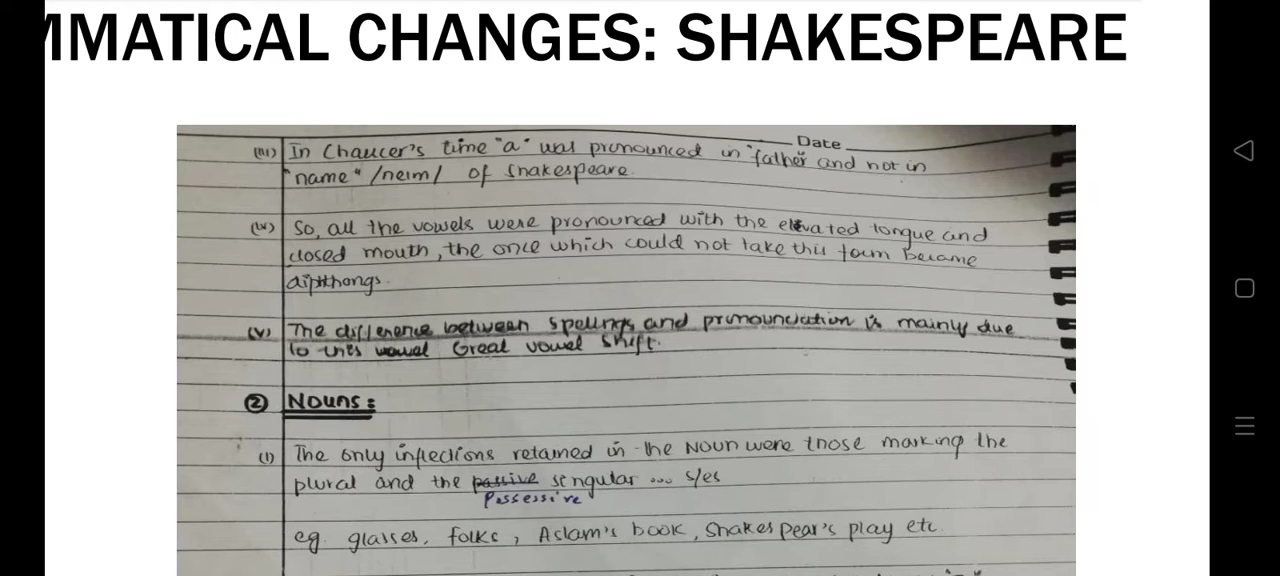 MMATICAL CHANGES: SHAKESPEARE
Date
(iii) In Chaucer's time "a" was pronounced in "father and not in
"name" /neim/ of Shakespeare.
(iv) So, all the vowels were pronounced with the elevated tongue and
closed mouth, the once which could not take this form became
dipthongs.
(v) The difference between spellings and pronounciation is mainly due
to this vowel Great vowel shift.
② Nouns:
(i) The only inflections retained in the Noun were those marking the
plural and the passive singular ... s/es
Possessive
eg. glasses, folks, Aslam's book, Shakespear's play etc.